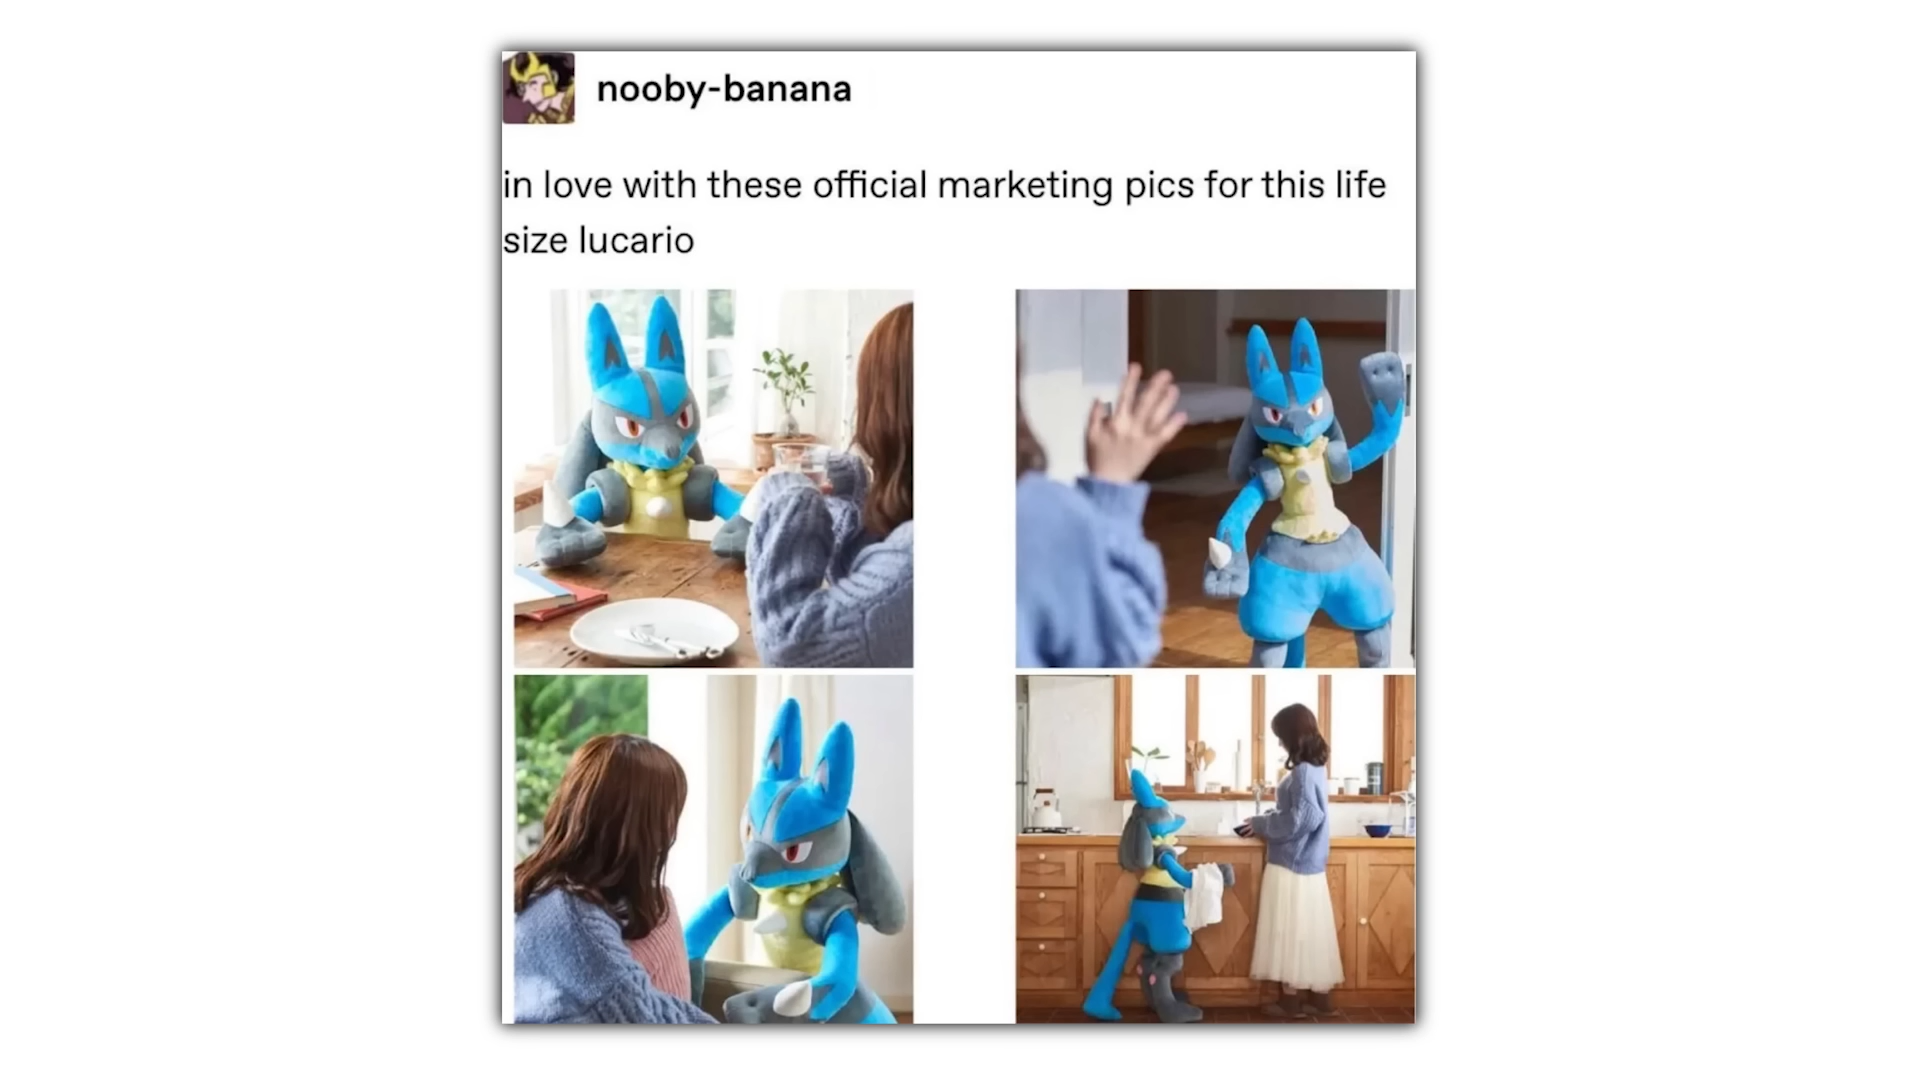 nooby-banana
in love with these official marketing pics for this life
size lucario